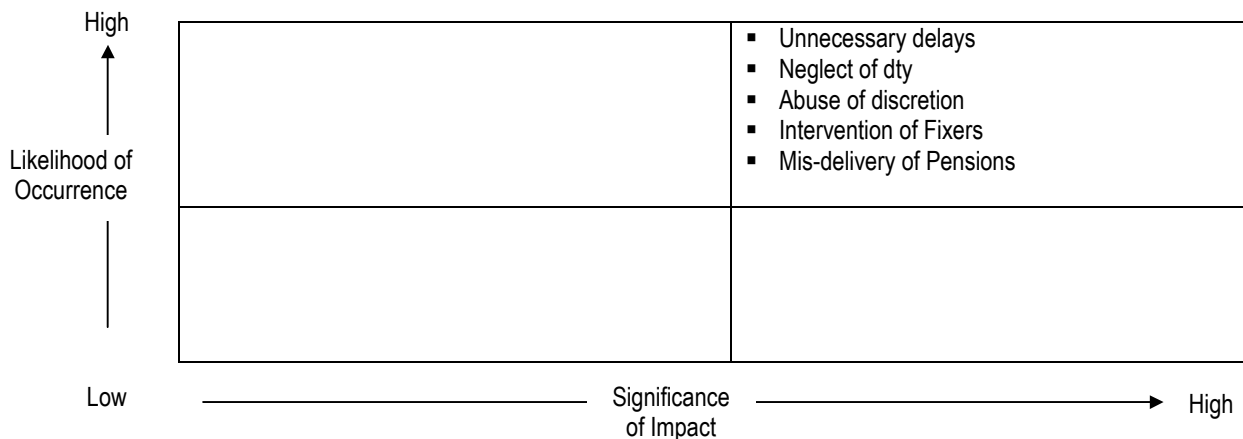 High
▪ Unnecessary delays
▪ Neglect of dty
▪ Abuse of discretion
▪ Intervention of Fixers
▪ Mis-delivery of Pensions
Likelihood of
Occurrence
Low
Significance
of Impact
High